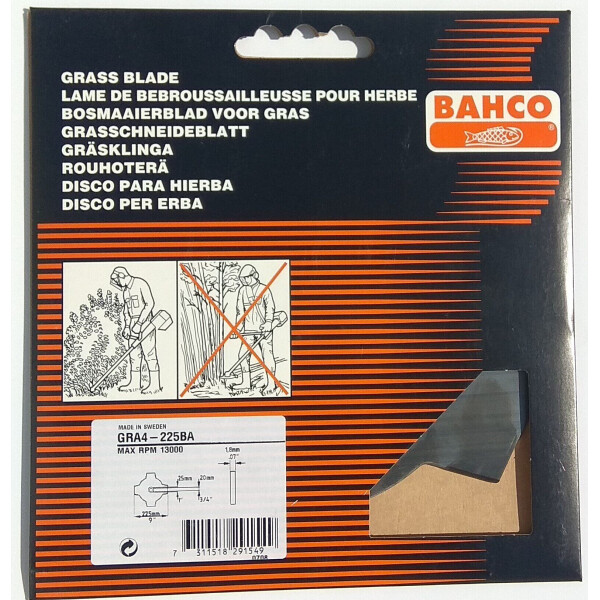 GRASS BLADE
LAME DE BEBROUSSAILLEUSSE POUR HERBE
BOSMAAIERBLAD VOOR GRAS
GRASSCHNEIDEBLATT
GRÄSKLINGA
ROUHOTERÄ
DISCO PARA HIERBA
DISCO PER ERBA
BAHCO
®
MADE IN SWEDEN
GRA4-225BA
MAX RPM 13000
1,8mm
.07"
25mm 20mm
1" 3/4"
225mm
9"
7 311518 291549
0708